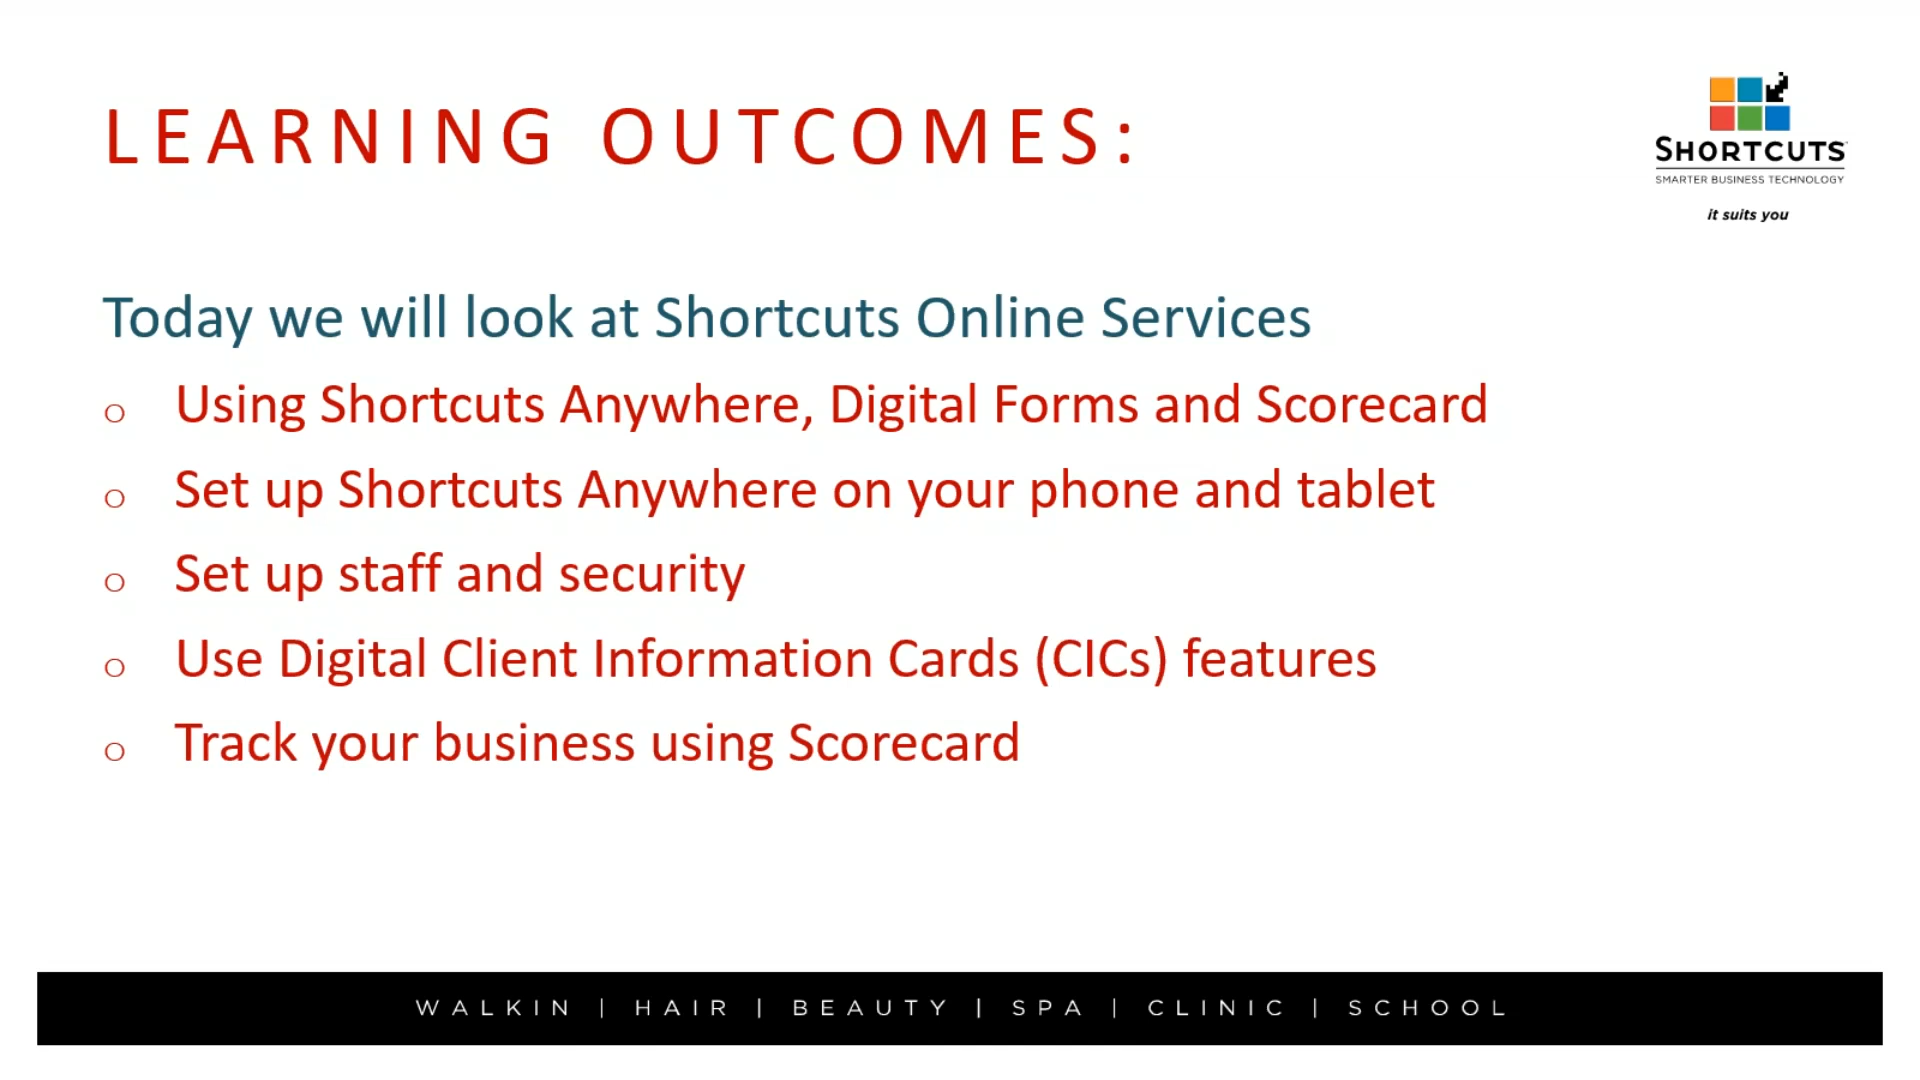 LEARNING OUTCOMES:
SHORTCUTS
SMARTER BUSINESS TECHNOLOGY
it suits you
Today we will look at Shortcuts Online Services
o Using Shortcuts Anywhere, Digital Forms and Scorecard
o Set up Shortcuts Anywhere on your phone and tablet
o Set up staff and security
o Use Digital Client Information Cards (CICs) features
o Track your business using Scorecard
WALKIN | HAIR | BEAUTY | SPA | CLINIC | SCHOOL